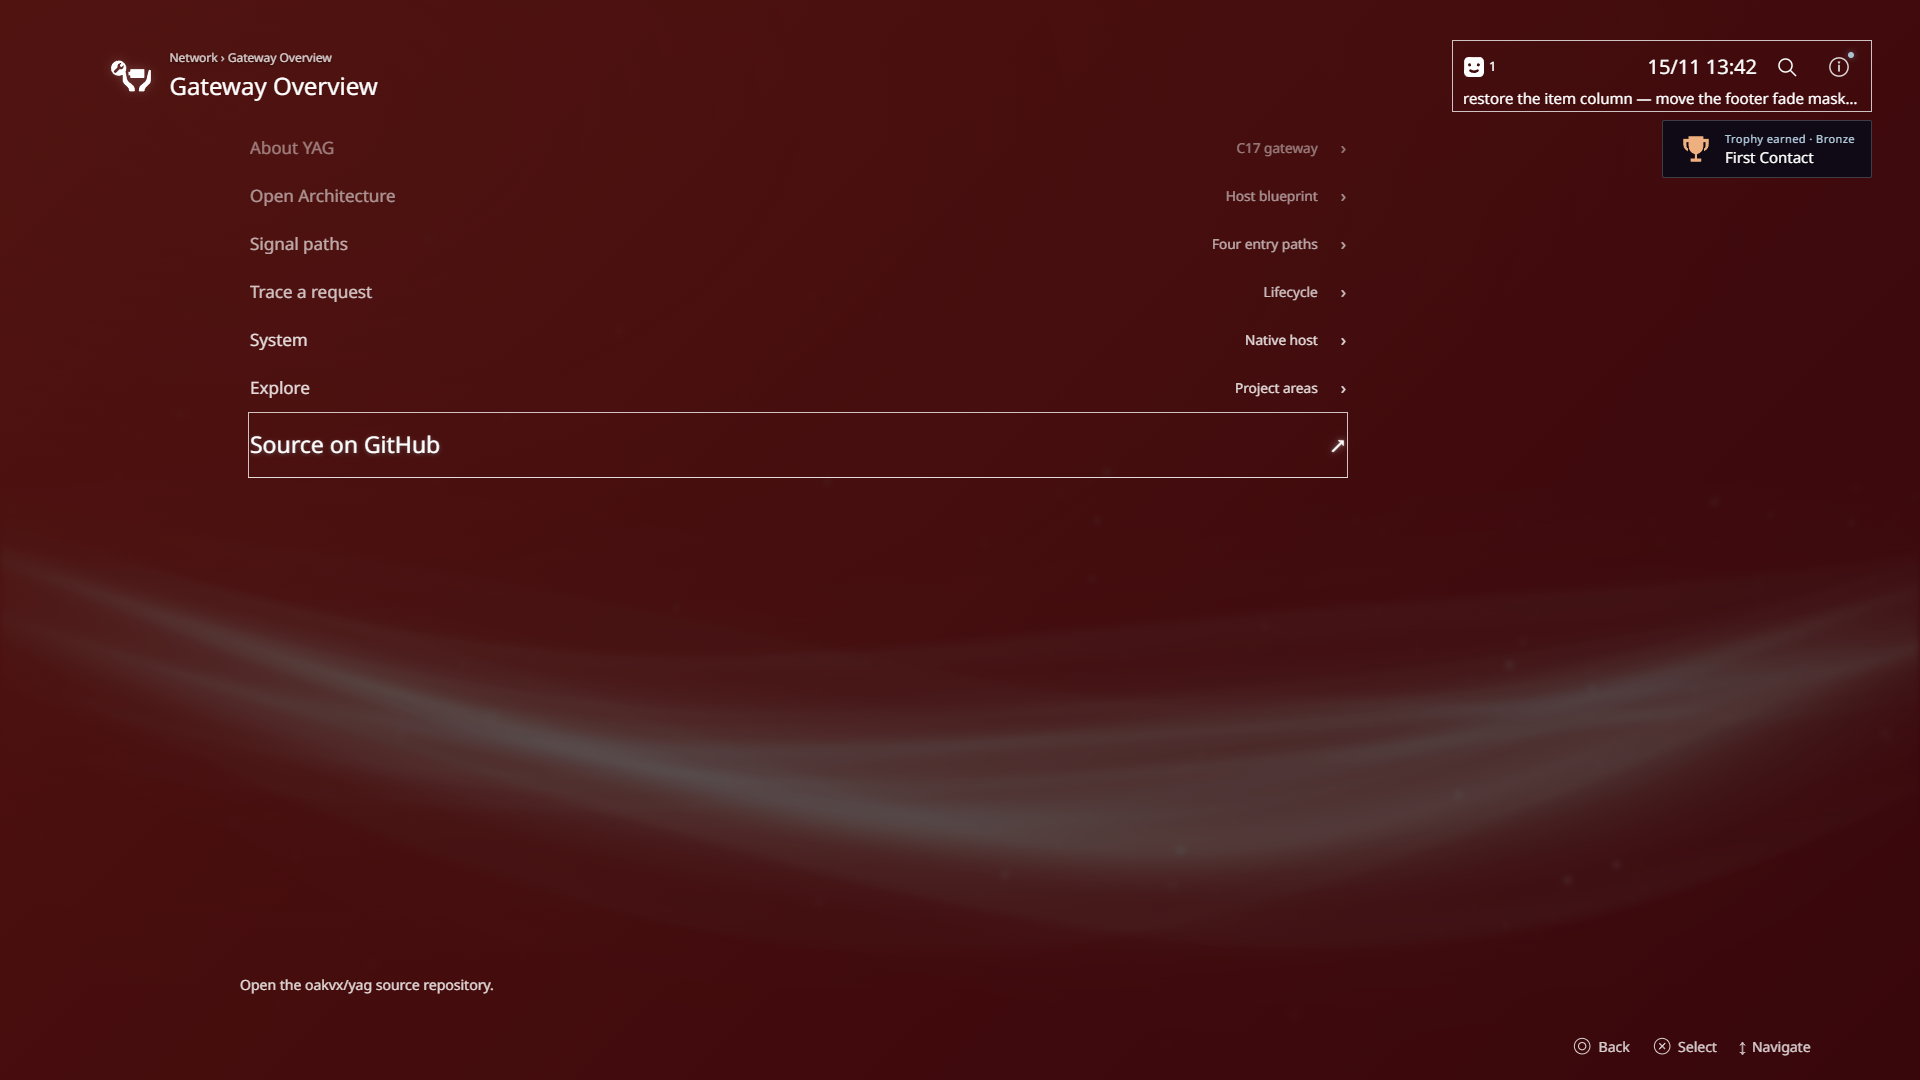 Network › Gateway Overview
Gateway Overview
1
15/11 13:42
restore the item column — move the footer fade mask...
Trophy earned · Bronze
First Contact
About YAG
C17 gateway ›
Open Architecture
Host blueprint ›
Signal paths
Four entry paths ›
Trace a request
Lifecycle ›
System
Native host ›
Explore
Project areas ›
Source on GitHub
Open the oakvx/yag source repository.
Back
Select
Navigate